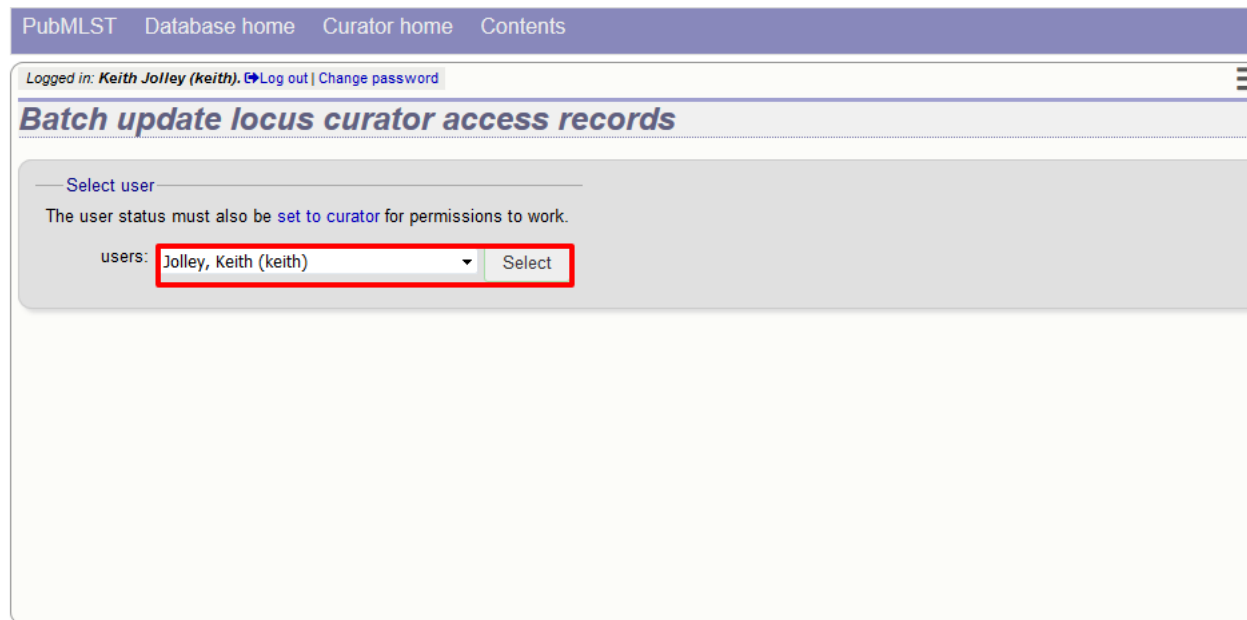 PubMLST Database home Curator home Contents
Logged in: Keith Jolley (keith). Log out | Change password
Batch update locus curator access records
Select user
The user status must also be set to curator for permissions to work.
users: Jolley, Keith (keith) Select